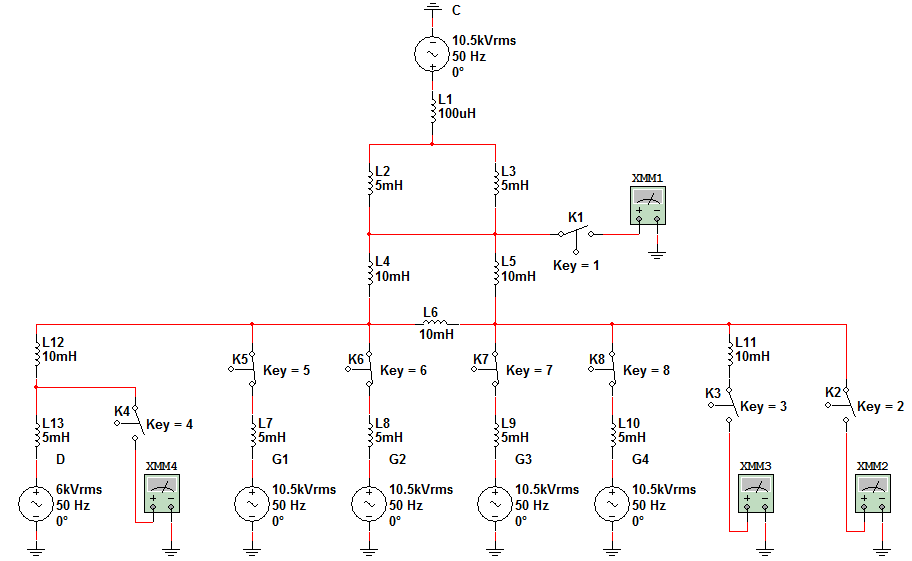 C
10.5kVrms
50 Hz
0°
L1
100uH
L2
5mH
L3
5mH
XMM1
K1
Key = 1
L4
10mH
L5
10mH
L6
10mH
L12
10mH
K5
Key = 5
K6
Key = 6
K7
Key = 7
K8
Key = 8
L11
10mH
K4
Key = 4
K3
Key = 3
K2
Key = 2
L13
5mH
L7
5mH
L8
5mH
L9
5mH
L10
5mH
D
6kVrms
50 Hz
0°
XMM4
G1
10.5kVrms
50 Hz
0°
G2
10.5kVrms
50 Hz
0°
G3
10.5kVrms
50 Hz
0°
G4
10.5kVrms
50 Hz
0°
XMM3
XMM2